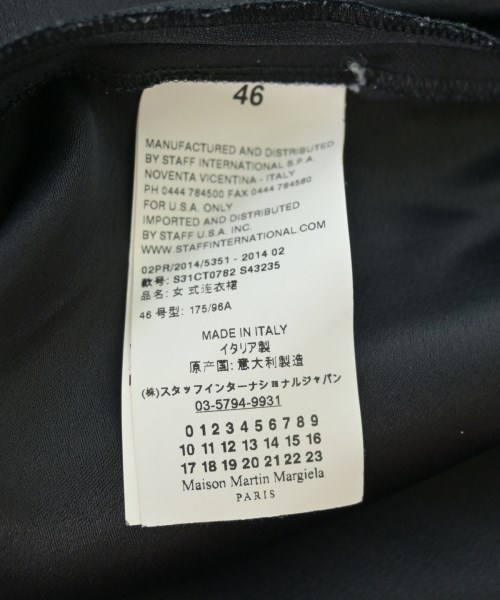 46
MANUFACTURED AND DISTRIBUTED
BY STAFF INTERNATIONAL S.P.A
NOVENTA VICENTINA - ITALY
PH 0444 784500 FAX 0444 784580
FOR U.S.A. ONLY
IMPORTED AND DISTRIBUTED
BY STAFF U.S.A. INC.
WWW.STAFFINTERNATIONAL.COM
02PR/2014/5351 - 2014 02
款号: S31CT0782 S43235
品名: 女式连衣裙
46 号型: 175/96A
MADE IN ITALY
イタリア製
原产国: 意大利製造
(株)スタッフインターナショナルジャパン
03-5794-9931
0 1 2 3 4 5 6 7 8 9
10 11 12 13 14 15 16
17 18 19 20 21 22 23
Maison Martin Margiela
PARIS